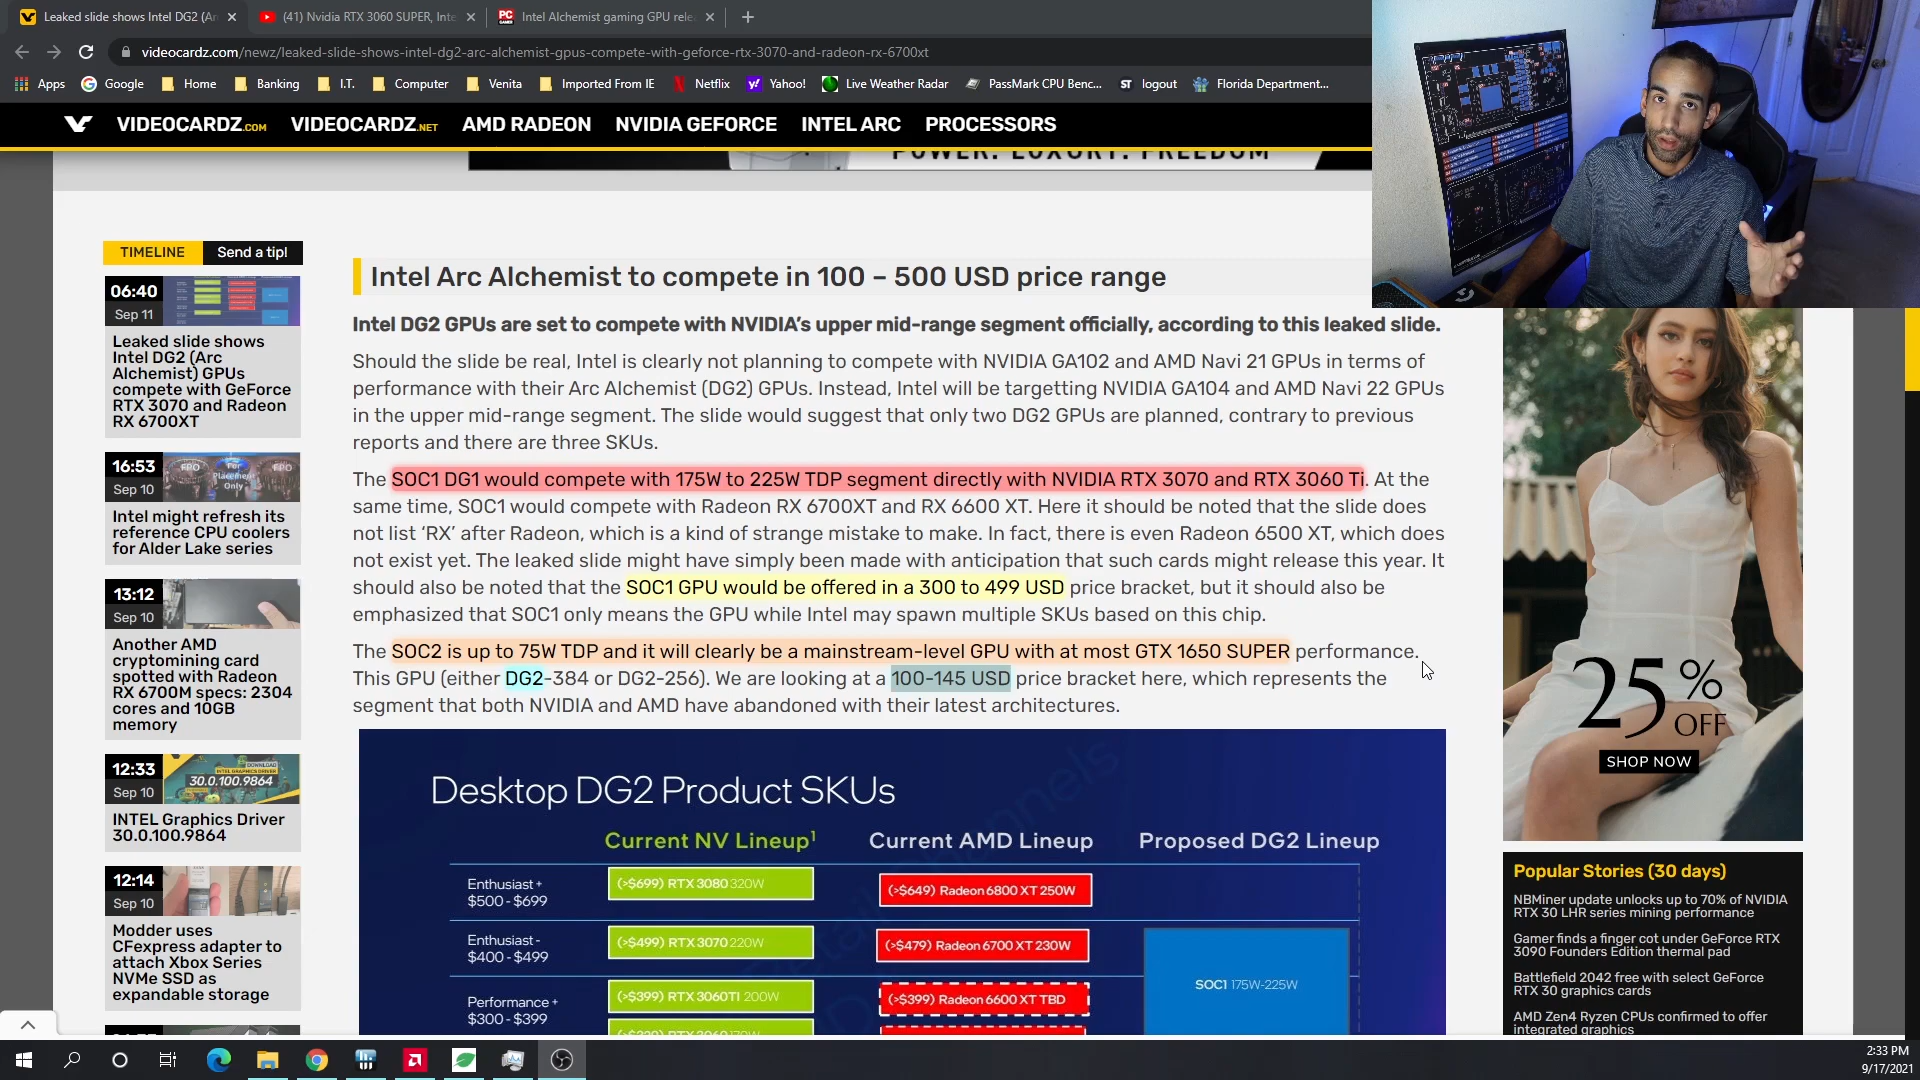 Leaked slide shows Intel DG2 (Ar
(41) Nvidia RTX 3060 SUPER, Inte
Intel Alchemist gaming GPU rele
videocardz.com/newz/leaked-slide-shows-intel-dg2-arc-alchemist-gpus-compete-with-geforce-rtx-3070-and-radeon-rx-6700xt
Apps Google Home Banking I.T. Computer Venita Imported From IE Netflix Yahoo! Live Weather Radar PassMark CPU Benc... logout Florida Department...
VIDEOCARDZ.COM VIDEOCARDZ.NET AMD RADEON NVIDIA GEFORCE INTEL ARC PROCESSORS
POWER. LUXURY. FREEDOM
TIMELINE Send a tip!
06:40
Sep 11
Leaked slide shows
Intel DG2 (Arc
Alchemist) GPUs
compete with GeForce
RTX 3070 and Radeon
RX 6700XT
16:53
Sep 10
Intel might refresh its
reference CPU coolers
for Alder Lake series
13:12
Sep 10
Another AMD
cryptomining card
spotted with Radeon
RX 6700M specs: 2304
cores and 10GB
memory
12:33
Sep 10
30.0.100.9864
INTEL Graphics Driver
30.0.100.9864
12:14
Sep 10
Modder uses
CFexpress adapter to
attach Xbox Series
NVMe SSD as
expandable storage
Intel Arc Alchemist to compete in 100 – 500 USD price range
Intel DG2 GPUs are set to compete with NVIDIA's upper mid-range segment officially, according to this leaked slide.
Should the slide be real, Intel is clearly not planning to compete with NVIDIA GA102 and AMD Navi 21 GPUs in terms of
performance with their Arc Alchemist (DG2) GPUs. Instead, Intel will be targetting NVIDIA GA104 and AMD Navi 22 GPUs
in the upper mid-range segment. The slide would suggest that only two DG2 GPUs are planned, contrary to previous
reports and there are three SKUs.
The SOC1 DG1 would compete with 175W to 225W TDP segment directly with NVIDIA RTX 3070 and RTX 3060 Ti. At the
same time, SOC1 would compete with Radeon RX 6700XT and RX 6600 XT. Here it should be noted that the slide does
not list ‘RX’ after Radeon, which is a kind of strange mistake to make. In fact, there is even Radeon 6500 XT, which does
not exist yet. The leaked slide might have simply been made with anticipation that such cards might release this year. It
should also be noted that the SOC1 GPU would be offered in a 300 to 499 USD price bracket, but it should also be
emphasized that SOC1 only means the GPU while Intel may spawn multiple SKUs based on this chip.
The SOC2 is up to 75W TDP and it will clearly be a mainstream-level GPU with at most GTX 1650 SUPER performance.
This GPU (either DG2-384 or DG2-256). We are looking at a 100-145 USD price bracket here, which represents the
segment that both NVIDIA and AMD have abandoned with their latest architectures.
Desktop DG2 Product SKUs
Current NV Lineup¹ Current AMD Lineup Proposed DG2 Lineup
Enthusiast +
$500 - $699
(>$699) RTX 3080 320W
(>$649) Radeon 6800 XT 250W
Enthusiast -
$400 - $499
(>$499) RTX 3070 220W
(>$479) Radeon 6700 XT 230W
SOC1 175W-225W
Performance +
$300 - $399
(>$399) RTX 3060TI 200W
(>$399) Radeon 6600 XT TBD
25% OFF
SHOP NOW
Popular Stories (30 days)
NBMiner update unlocks up to 70% of NVIDIA
RTX 30 LHR series mining performance
Gamer finds a finger cot under GeForce RTX
3090 Founders Edition thermal pad
Battlefield 2042 free with select GeForce
RTX 30 graphics cards
AMD Zen4 Ryzen CPUs confirmed to offer
integrated graphics
2:33 PM
9/17/2021